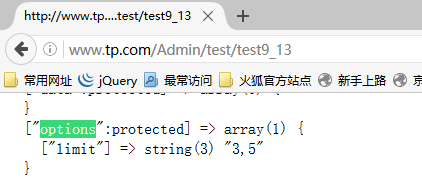 http://www.tp....test/test9_13
www.tp.com/Admin/test/test9_13
常用网址 jQuery 最常访问 火狐官方站点 新手上路
}
["options":protected] => array(1) {
["limit"] => string(3) "3,5"
}